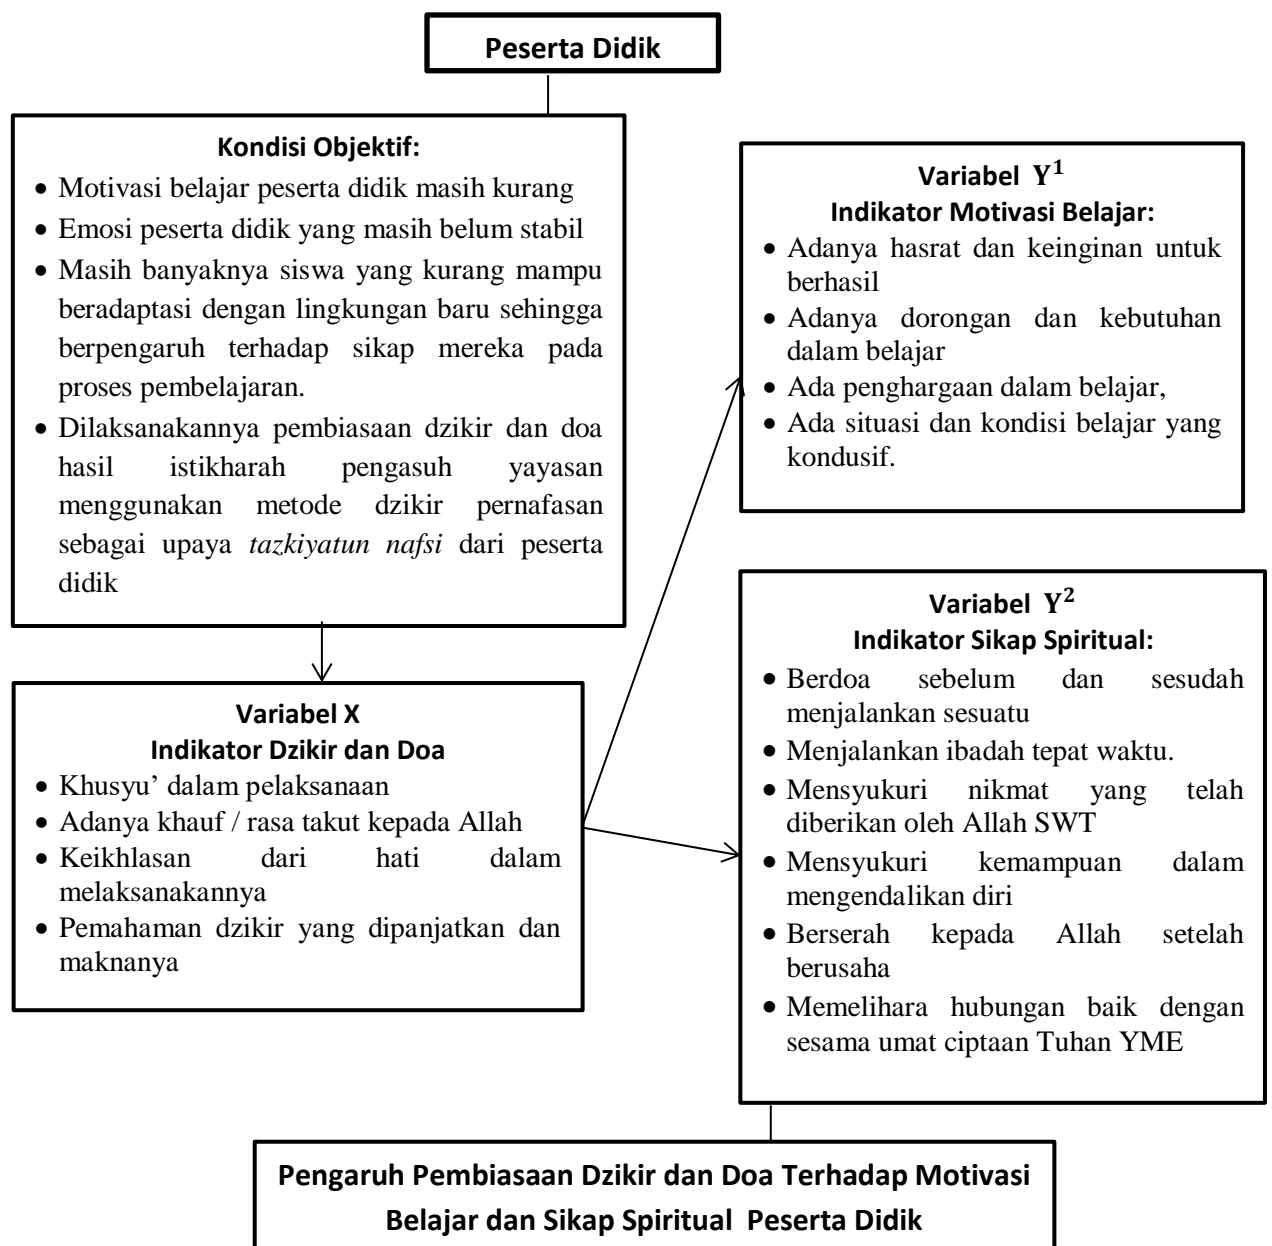 Peserta Didik
Kondisi Objektif:
• Motivasi belajar peserta didik masih kurang
• Emosi peserta didik yang masih belum stabil
• Masih banyaknya siswa yang kurang mampu
beradaptasi dengan lingkungan baru sehingga
berpengaruh terhadap sikap mereka pada
proses pembelajaran.
• Dilaksanakannya pembiasaan dzikir dan doa
hasil istikharah pengasuh yayasan
menggunakan metode dzikir pernafasan
sebagai upaya tazkiyatun nafsi dari peserta
didik
Variabel X
Indikator Dzikir dan Doa
• Khusyu’ dalam pelaksanaan
• Adanya khauf / rasa takut kepada Allah
• Keikhlasan dari hati dalam
melaksanakannya
• Pemahaman dzikir yang dipanjatkan dan
maknanya
Variabel Y¹
Indikator Motivasi Belajar:
• Adanya hasrat dan keinginan untuk
berhasil
• Adanya dorongan dan kebutuhan
dalam belajar
• Ada penghargaan dalam belajar,
• Ada situasi dan kondisi belajar yang
kondusif.
Variabel Y²
Indikator Sikap Spiritual:
• Berdoa sebelum dan sesudah
menjalankan sesuatu
• Menjalankan ibadah tepat waktu.
• Mensyukuri nikmat yang telah
diberikan oleh Allah SWT
• Mensyukuri kemampuan dalam
mengendalikan diri
• Berserah kepada Allah setelah
berusaha
• Memelihara hubungan baik dengan
sesama umat ciptaan Tuhan YME
Pengaruh Pembiasaan Dzikir dan Doa Terhadap Motivasi
Belajar dan Sikap Spiritual Peserta Didik